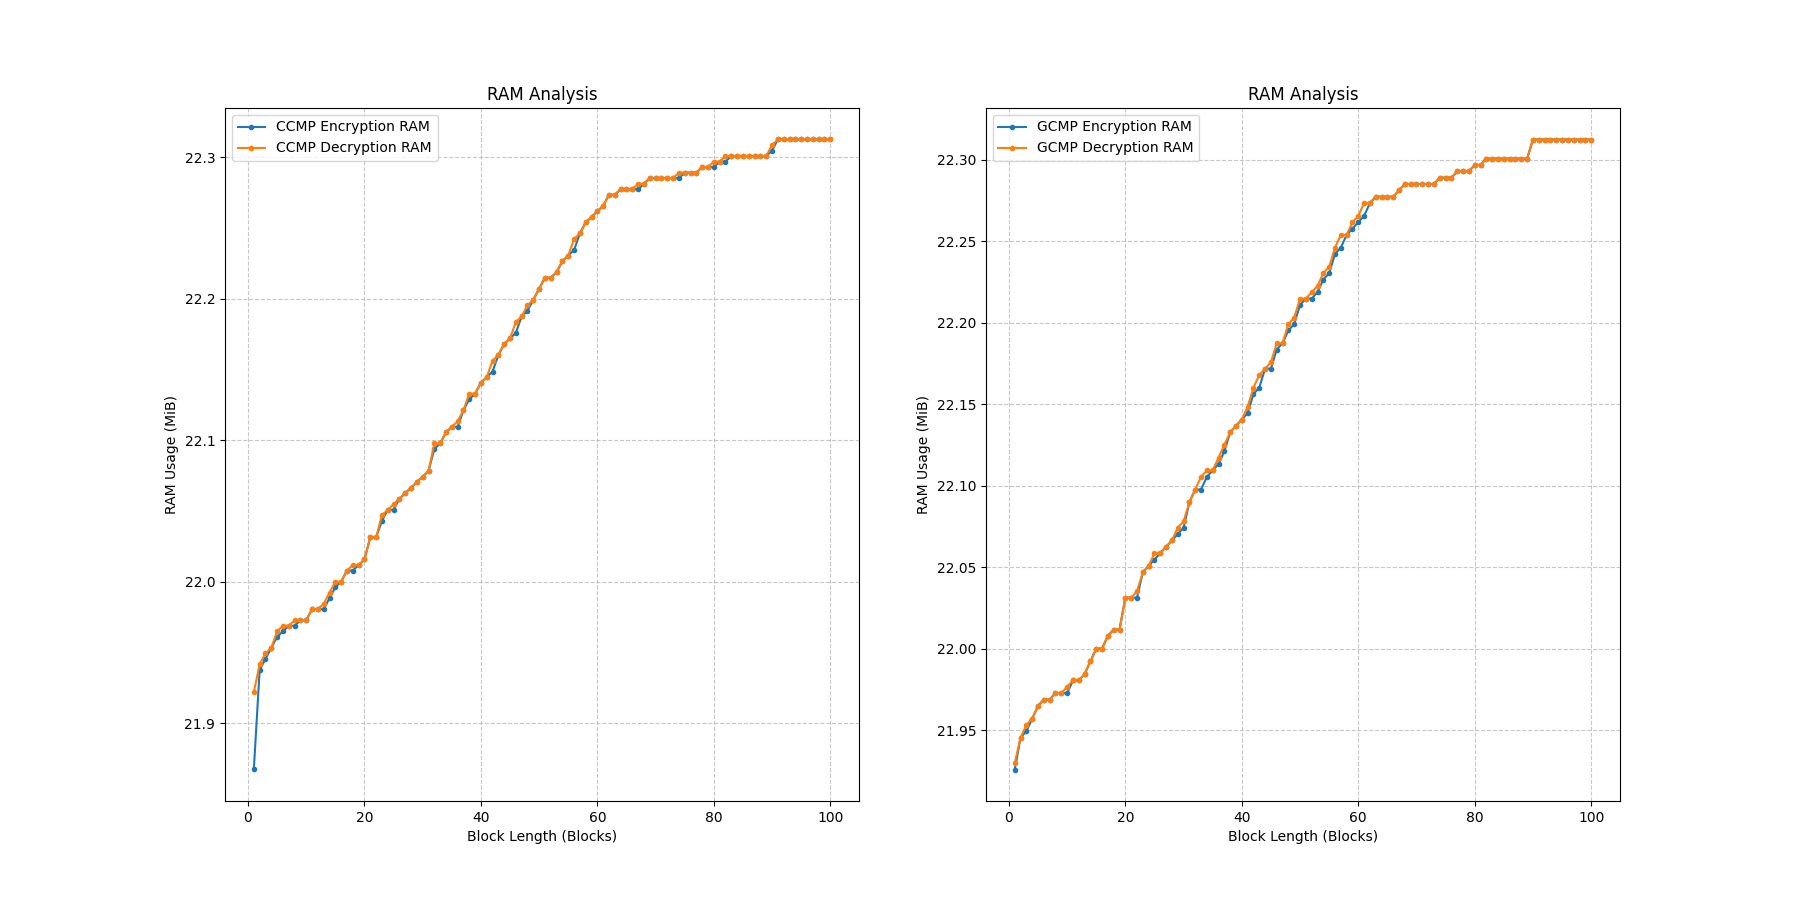 RAM Analysis
CCMP Encryption RAM
CCMP Decryption RAM
22.3
22.2
22.1
22.0
21.9
RAM Usage (MiB)
0 20 40 60 80 100
Block Length (Blocks)
RAM Analysis
GCMP Encryption RAM
GCMP Decryption RAM
22.30
22.25
22.20
22.15
22.10
22.05
22.00
21.95
RAM Usage (MiB)
0 20 40 60 80 100
Block Length (Blocks)